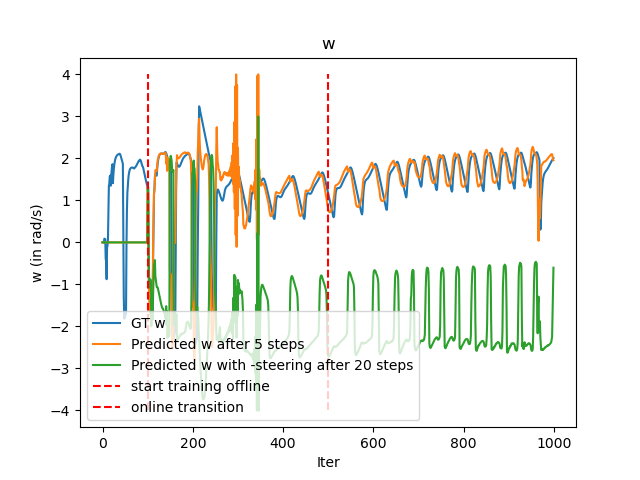 w
w (in rad/s)
4
3
2
1
0
−1
−2
−3
−4
GT w
Predicted w after 5 steps
Predicted w with -steering after 20 steps
start training offline
online transition
0
200
400
600
800
1000
Iter